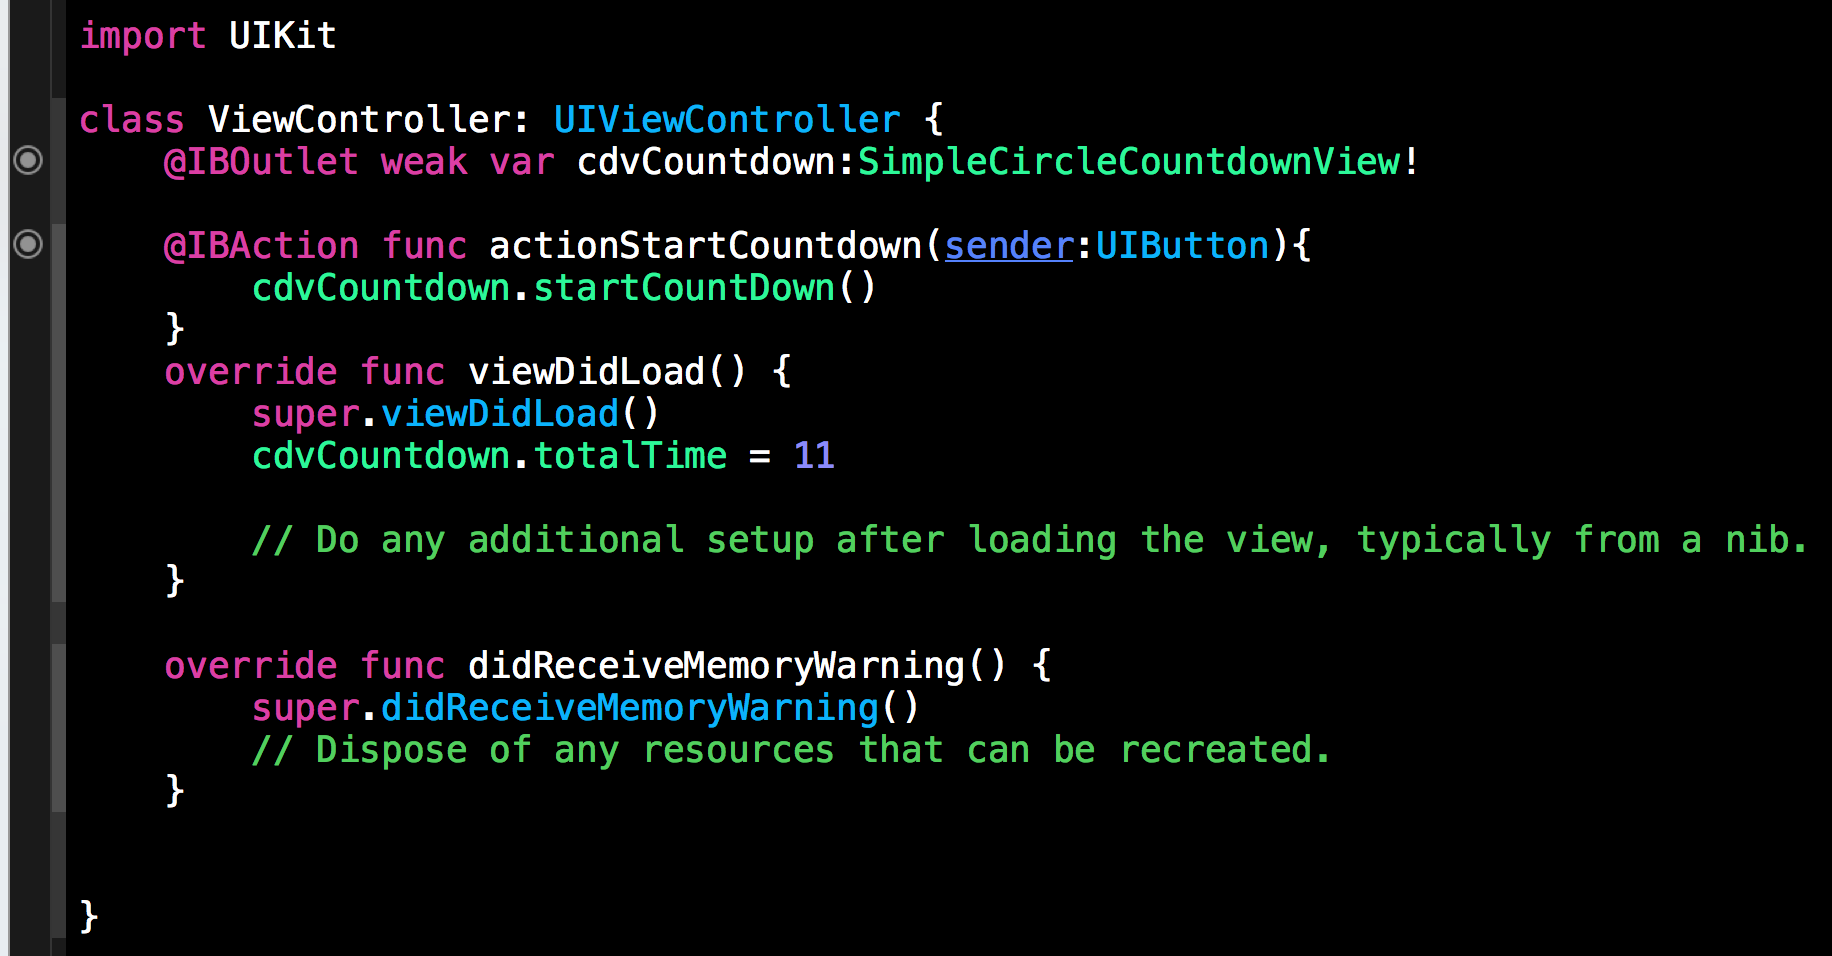 import UIKit
class ViewController: UIViewController {
@IBOutlet weak var cdvCountdown:SimpleCircleCountdownView!
@IBAction func actionStartCountdown(sender:UIButton){
cdvCountdown.startCountDown()
}
override func viewDidLoad() {
super.viewDidLoad()
cdvCountdown.totalTime = 11
// Do any additional setup after loading the view, typically from a nib.
}
override func didReceiveMemoryWarning() {
super.didReceiveMemoryWarning()
// Dispose of any resources that can be recreated.
}
}